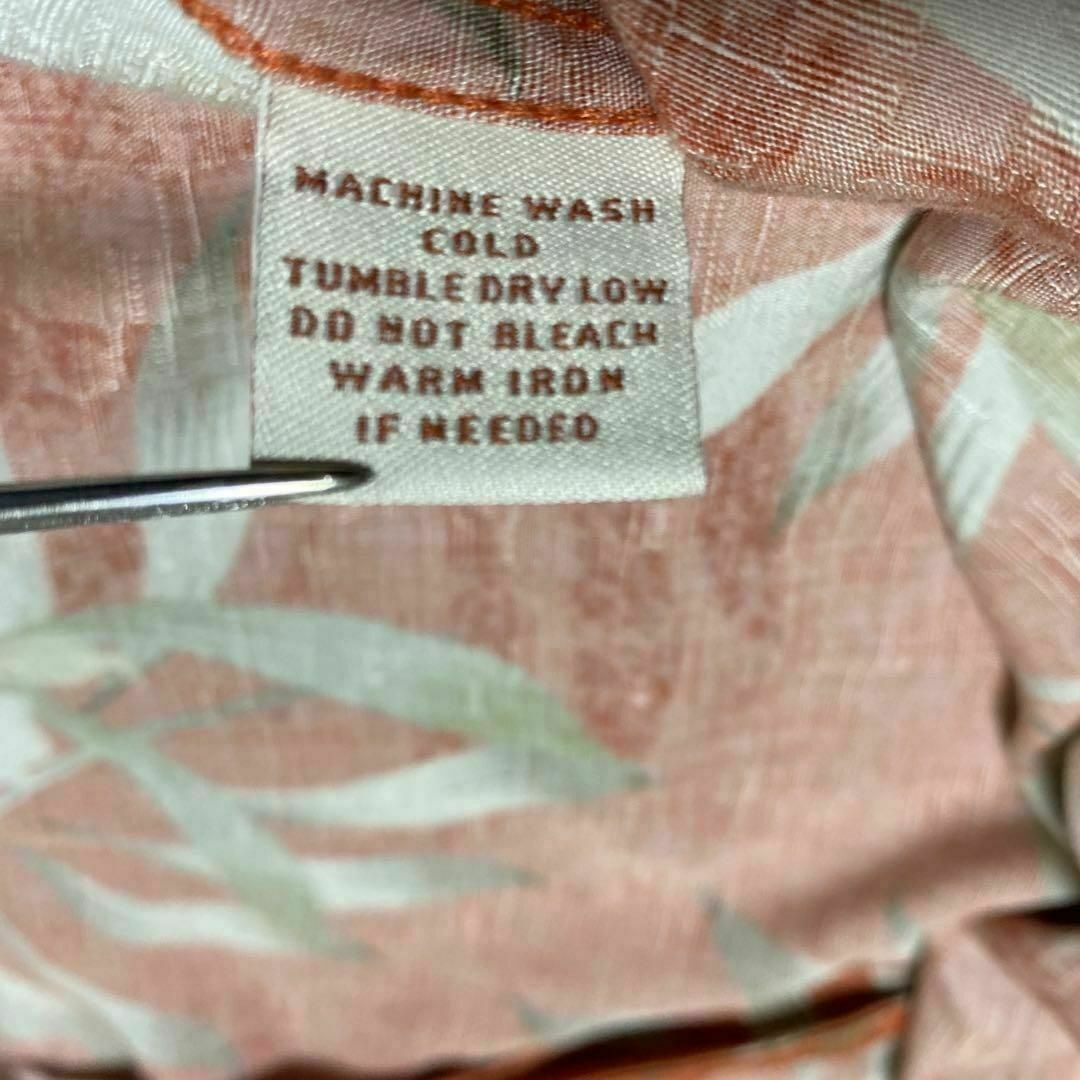 MACHINE WASH
COLD
TUMBLE DRY LOW
DO NOT BLEACH
WARM IRON
IF NEEDED